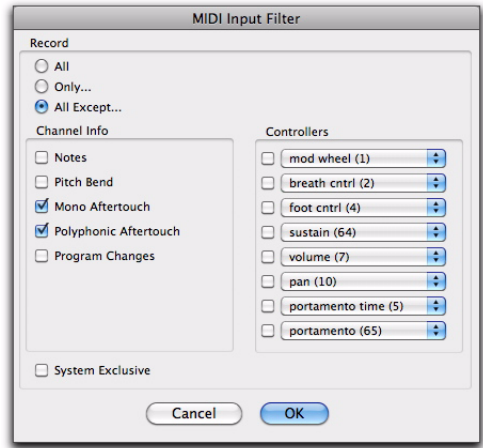 MIDI Input Filter
Record
All
Only...
All Except...
Channel Info
Notes
Pitch Bend
Mono Aftertouch
Polyphonic Aftertouch
Program Changes
Controllers
mod wheel (1)
breath cntrl (2)
foot cntrl (4)
sustain (64)
volume (7)
pan (10)
portamento time (5)
portamento (65)
System Exclusive
Cancel
OK